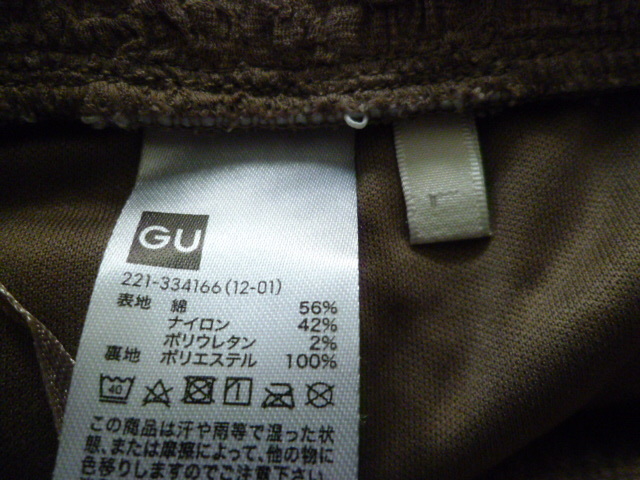 GU
221-334166(12-01)
表地 綿 56%
ナイロン 42%
ポリウレタン 2%
裏地 ポリエステル 100%
40
この商品は汗や雨等で湿った状
態、または摩擦によって、他の物に
色移りしますのでご注意下さい